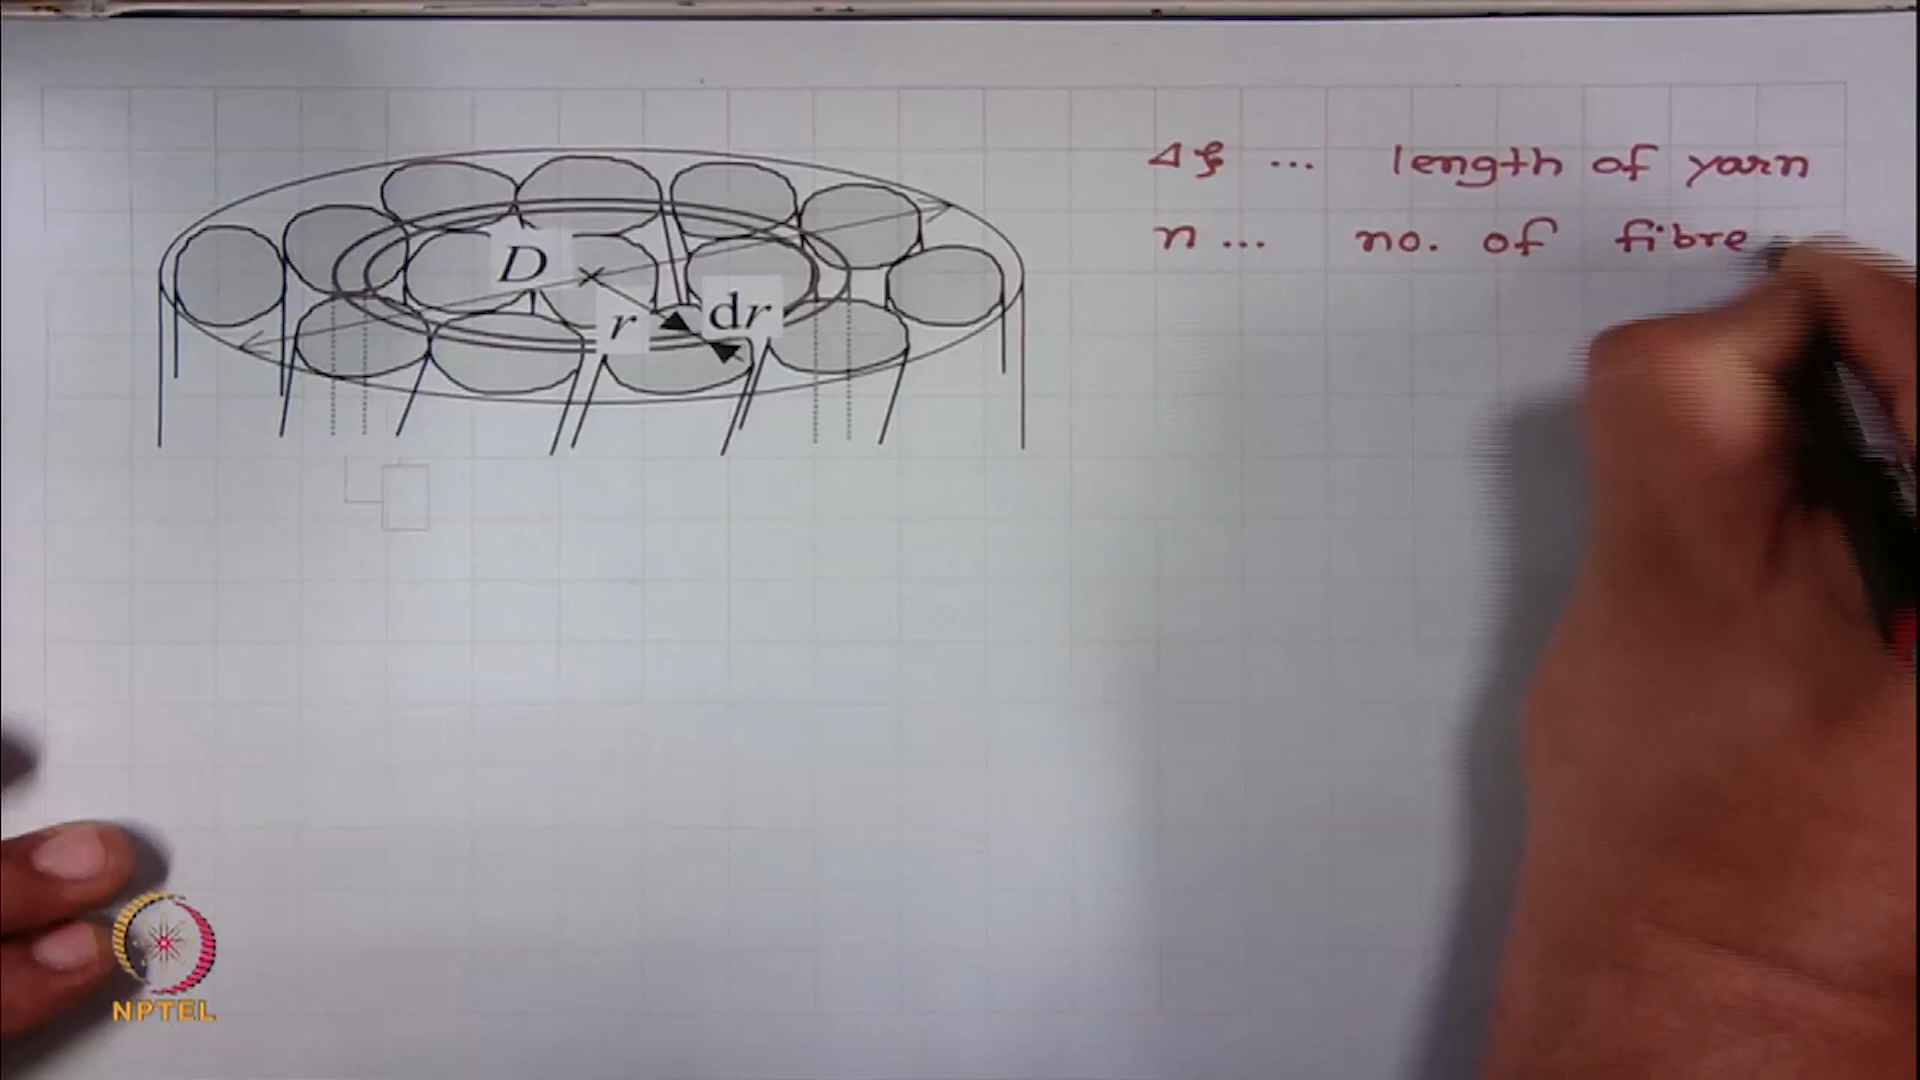 Δξ ... length of yarn
n ... no. of fibre
D
r
dr
NPTEL